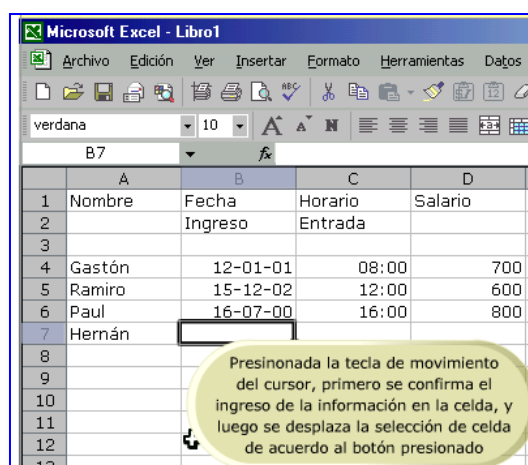 Microsoft Excel - Libro1
Archivo Edición Ver Insertar Formato Herramientas Datos
ABC
12
verdana 10 A A N
B7 fx
A B C D
1 Nombre Fecha Horario Salario
2 Ingreso Entrada
3
4 Gastón 12-01-01 08:00 700
5 Ramiro 15-12-02 12:00 600
6 Paul 16-07-00 16:00 800
7 Hernán
8
9
10
11
12
Presinonada la tecla de movimiento
del cursor, primero se confirma el
ingreso de la información en la celda, y
luego se desplaza la selección de celda
de acuerdo al botón presionado